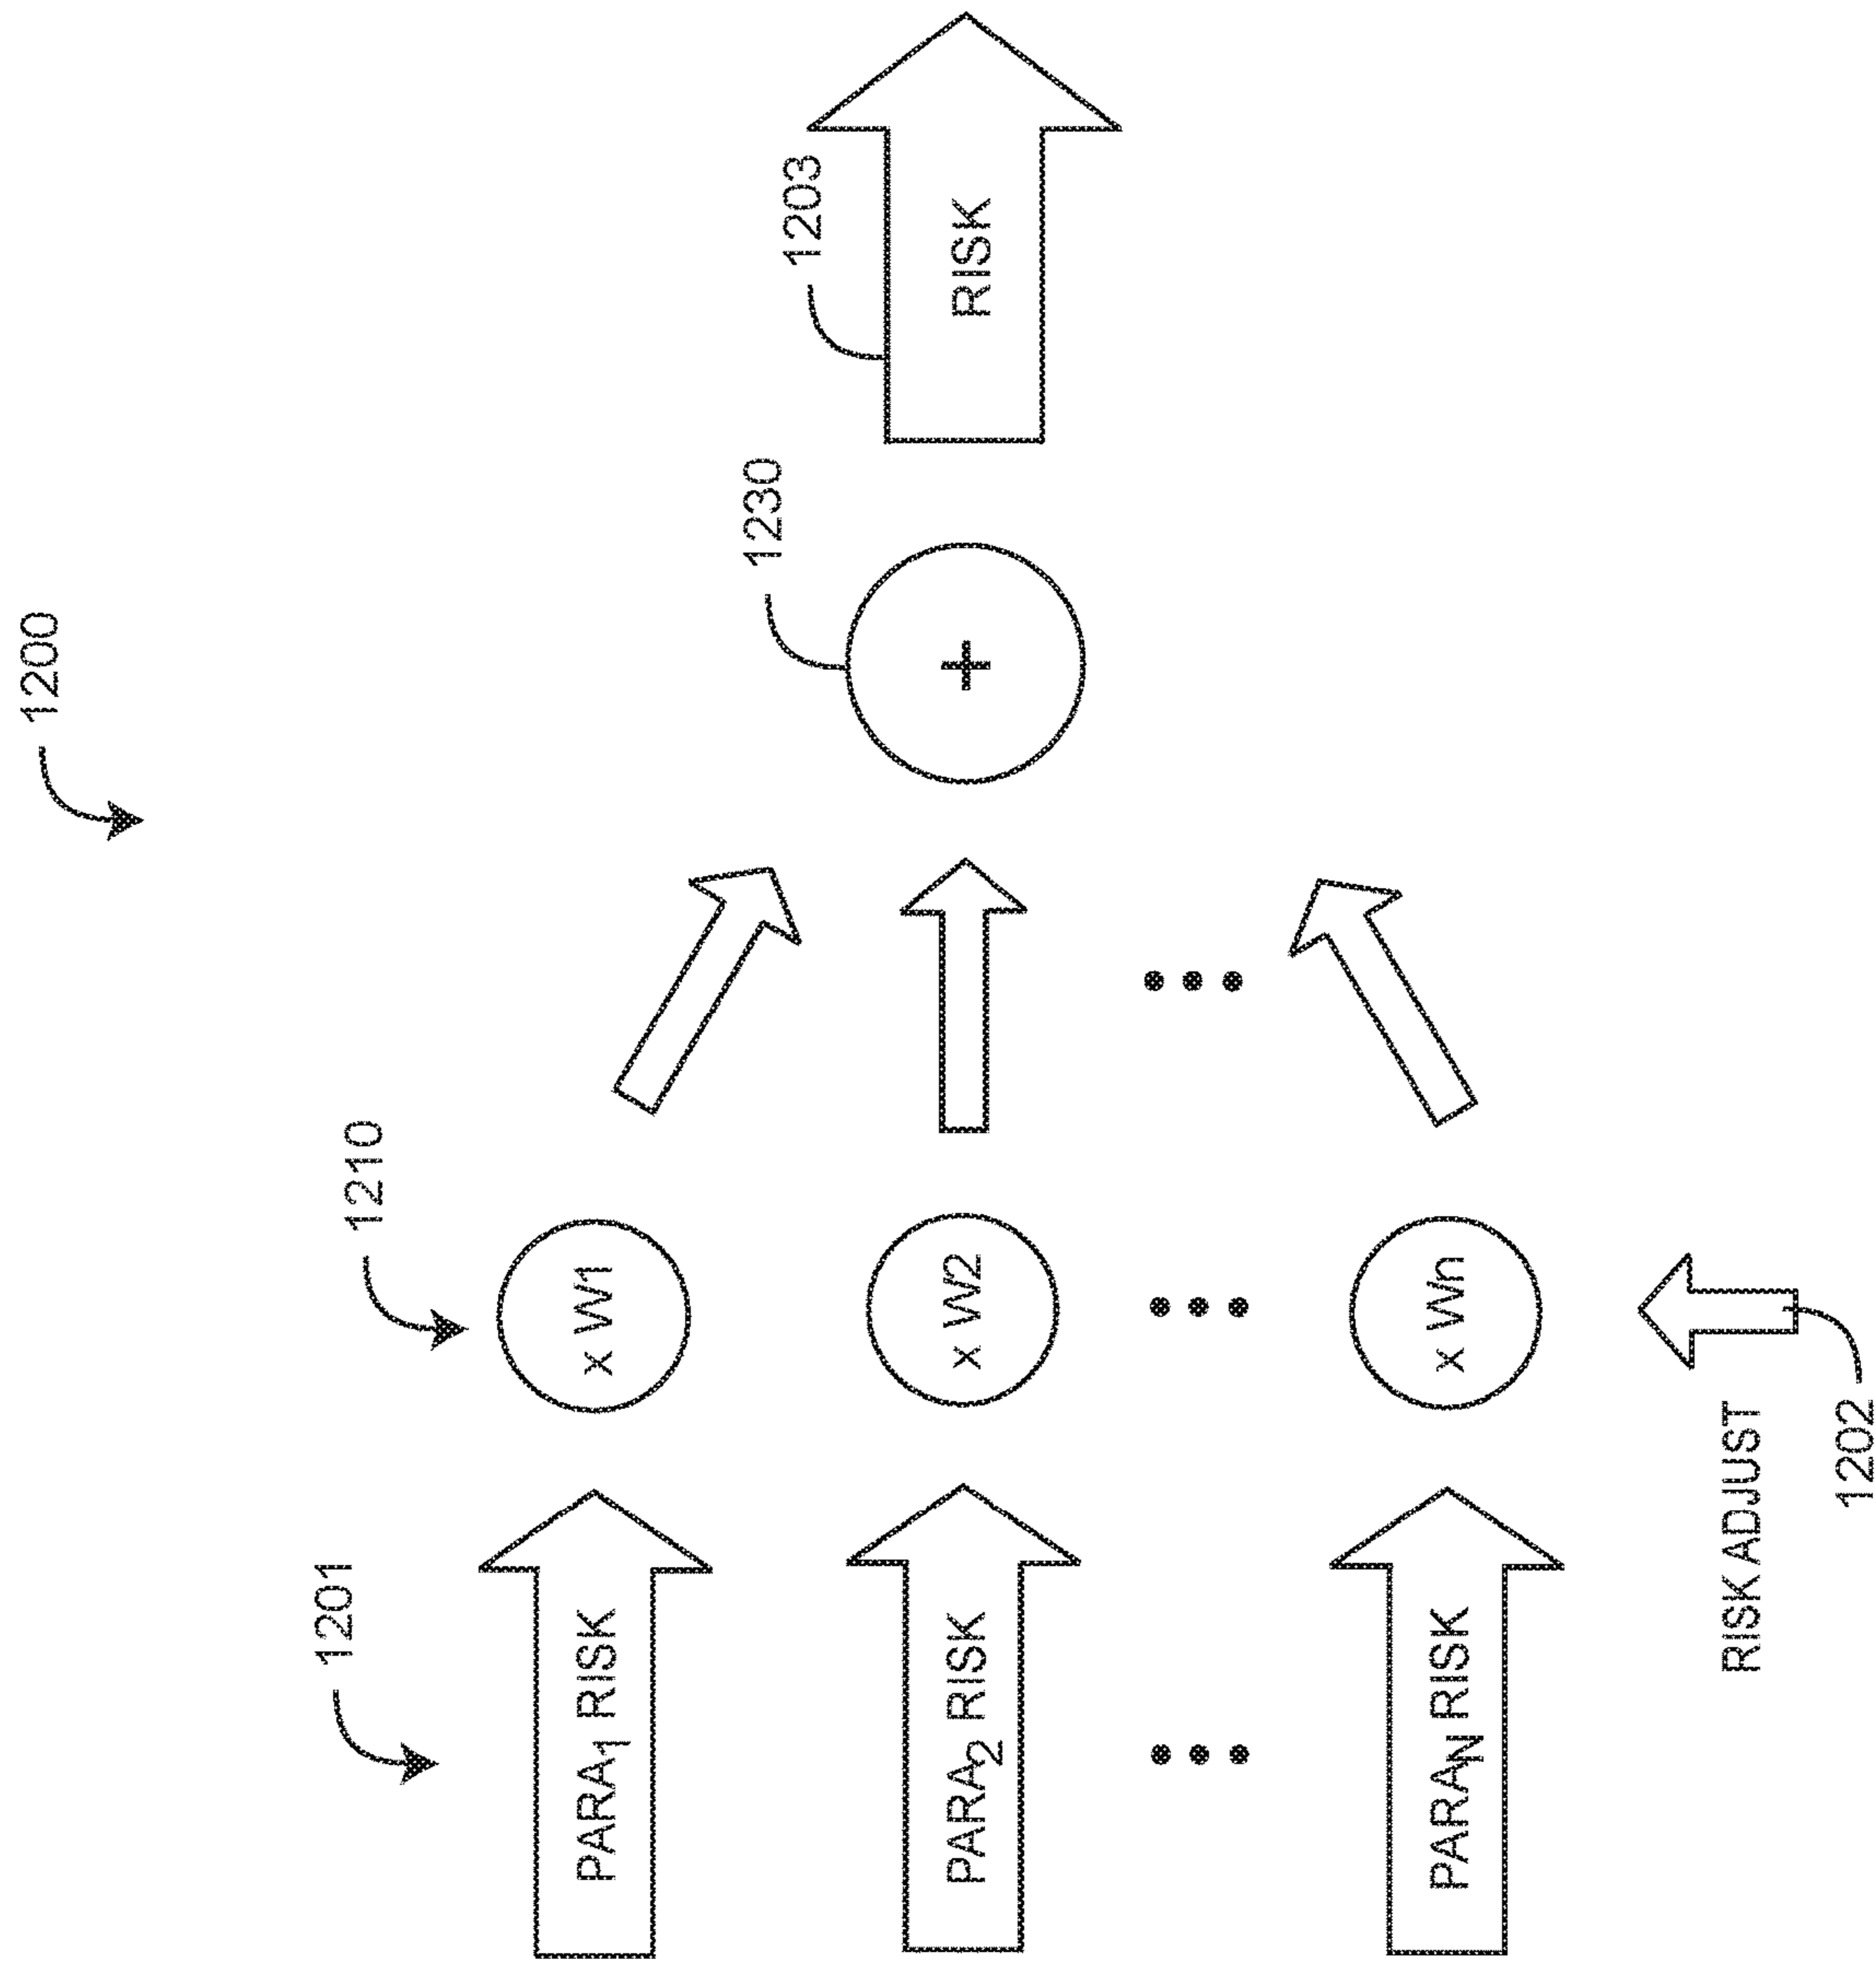 1200
1210
1230
1203
1201
PARA1 RISK
x W1
PARA2 RISK
x W2
+
RISK
PARAN RISK
x Wn
RISK ADJUST
1202